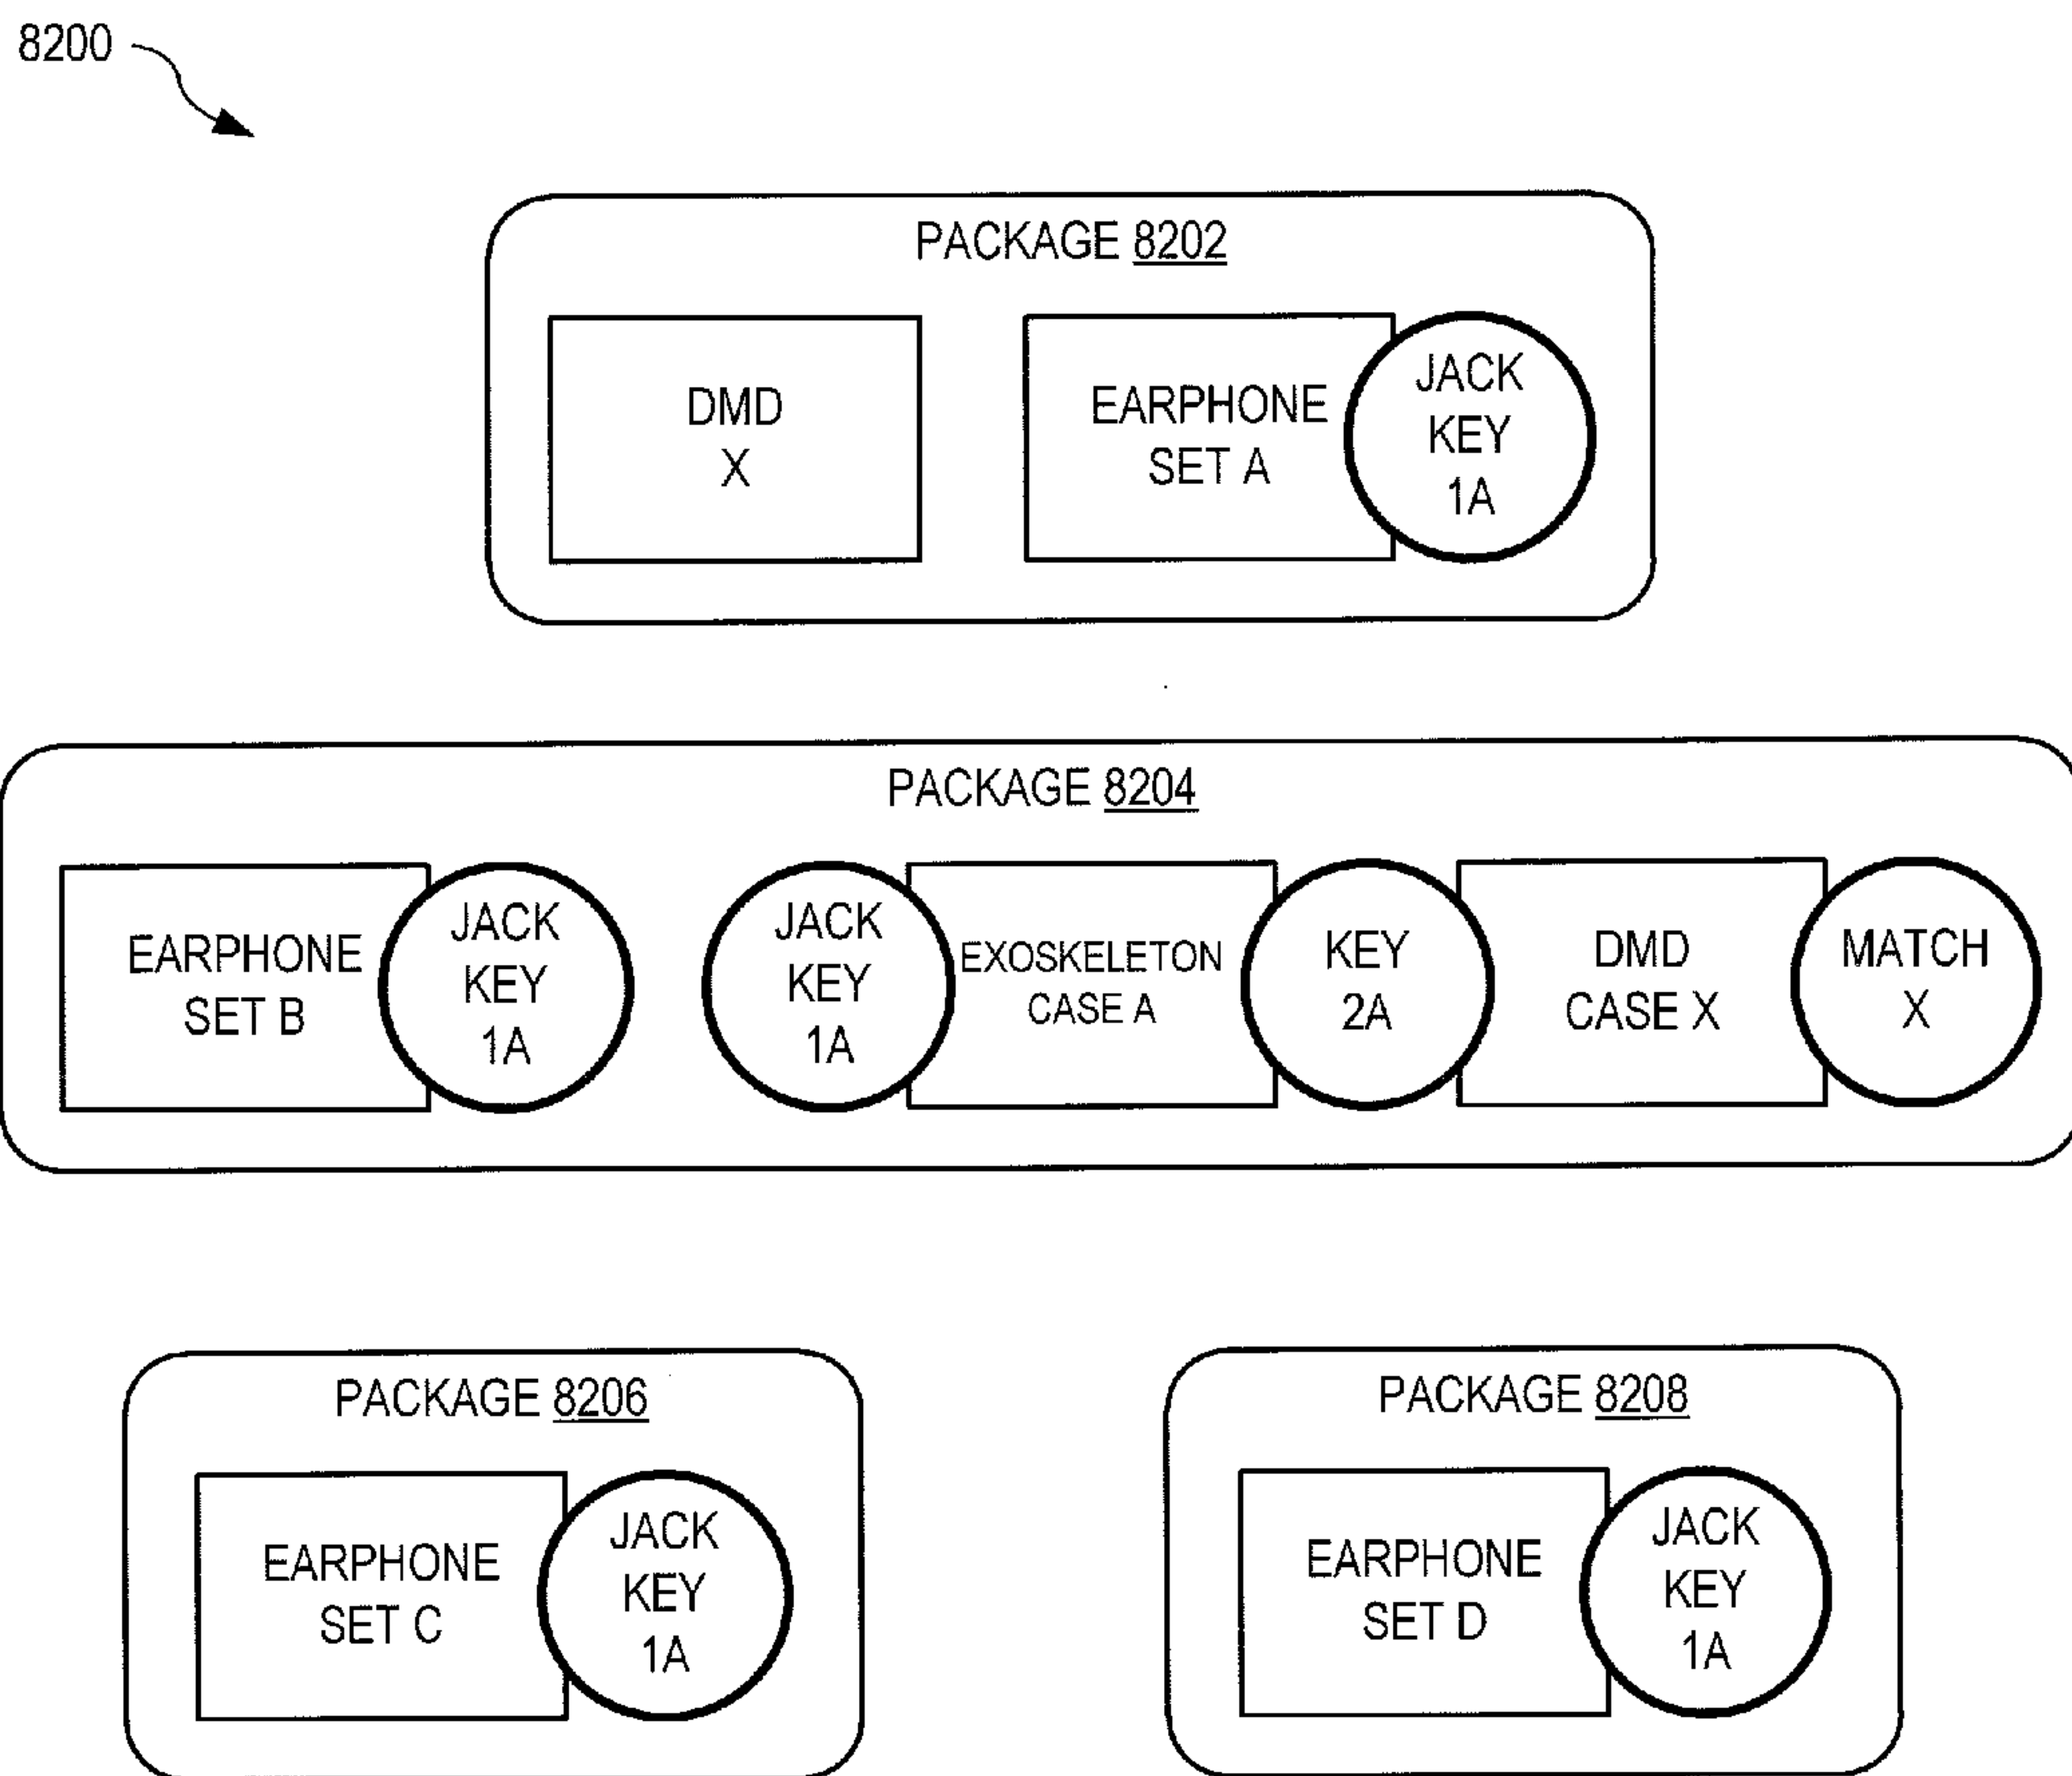 8200
PACKAGE 8202
DMD
X
EARPHONE
SET A
JACK
KEY
1A
PACKAGE 8204
EARPHONE
SET B
JACK
KEY
1A
JACK
KEY
1A
EXOSKELETON
CASE A
KEY
2A
DMD
CASE X
MATCH
X
PACKAGE 8206
EARPHONE
SET C
JACK
KEY
1A
PACKAGE 8208
EARPHONE
SET D
JACK
KEY
1A